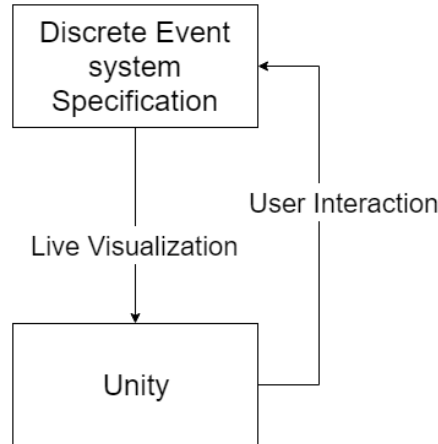 Discrete Event
system
Specification
User Interaction
Live Visualization
Unity